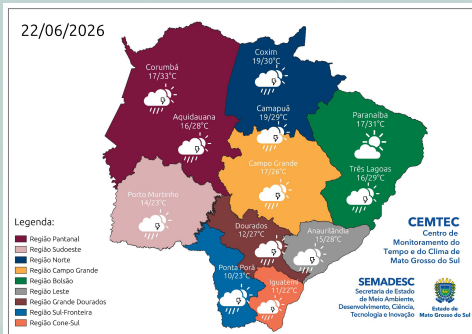 22/06/2026
Corumbá
17/33°C
Coxim
19/30°C
Aquidauana
16/28°C
Camapuã
19/29°C
Paranaíba
17/31°C
Campo Grande
17/26°C
Três Lagoas
16/29°C
Porto Murtinho
14/23°C
Dourados
12/27°C
Anaurilândia
15/28°C
Ponta Porã
10/23°C
Iguatemi
11/22°C
Legenda:
Região Pantanal
Região Sudoeste
Região Norte
Região Campo Grande
Região Bolsão
Região Leste
Região Grande Dourados
Região Sul-Fronteira
Região Cone-Sul
CEMTEC
Centro de
Monitoramento do
Tempo e do Clima de
Mato Grosso do Sul
SEMADESC
Secretaria de Estado
de Meio Ambiente,
Desenvolvimento, Ciência,
Tecnologia e Inovação
Estado de
Mato Grosso do Sul